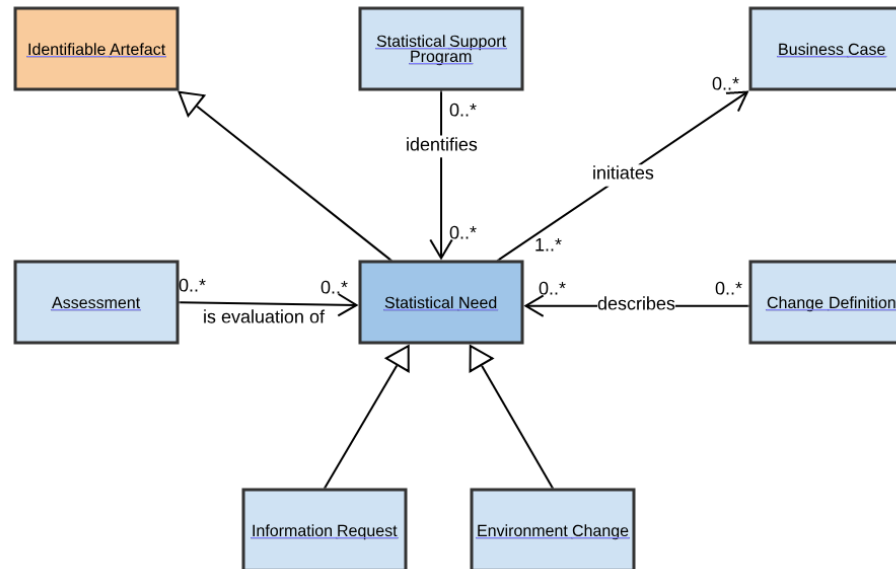 Identifiable Artefact
Statistical Support
Program
Business Case
0..*
0..*
identifies
initiates
0..*
1..*
Assessment
0..*
0..*
is evaluation of
Statistical Need
0..*
0..*
describes
Change Definition
Information Request
Environment Change